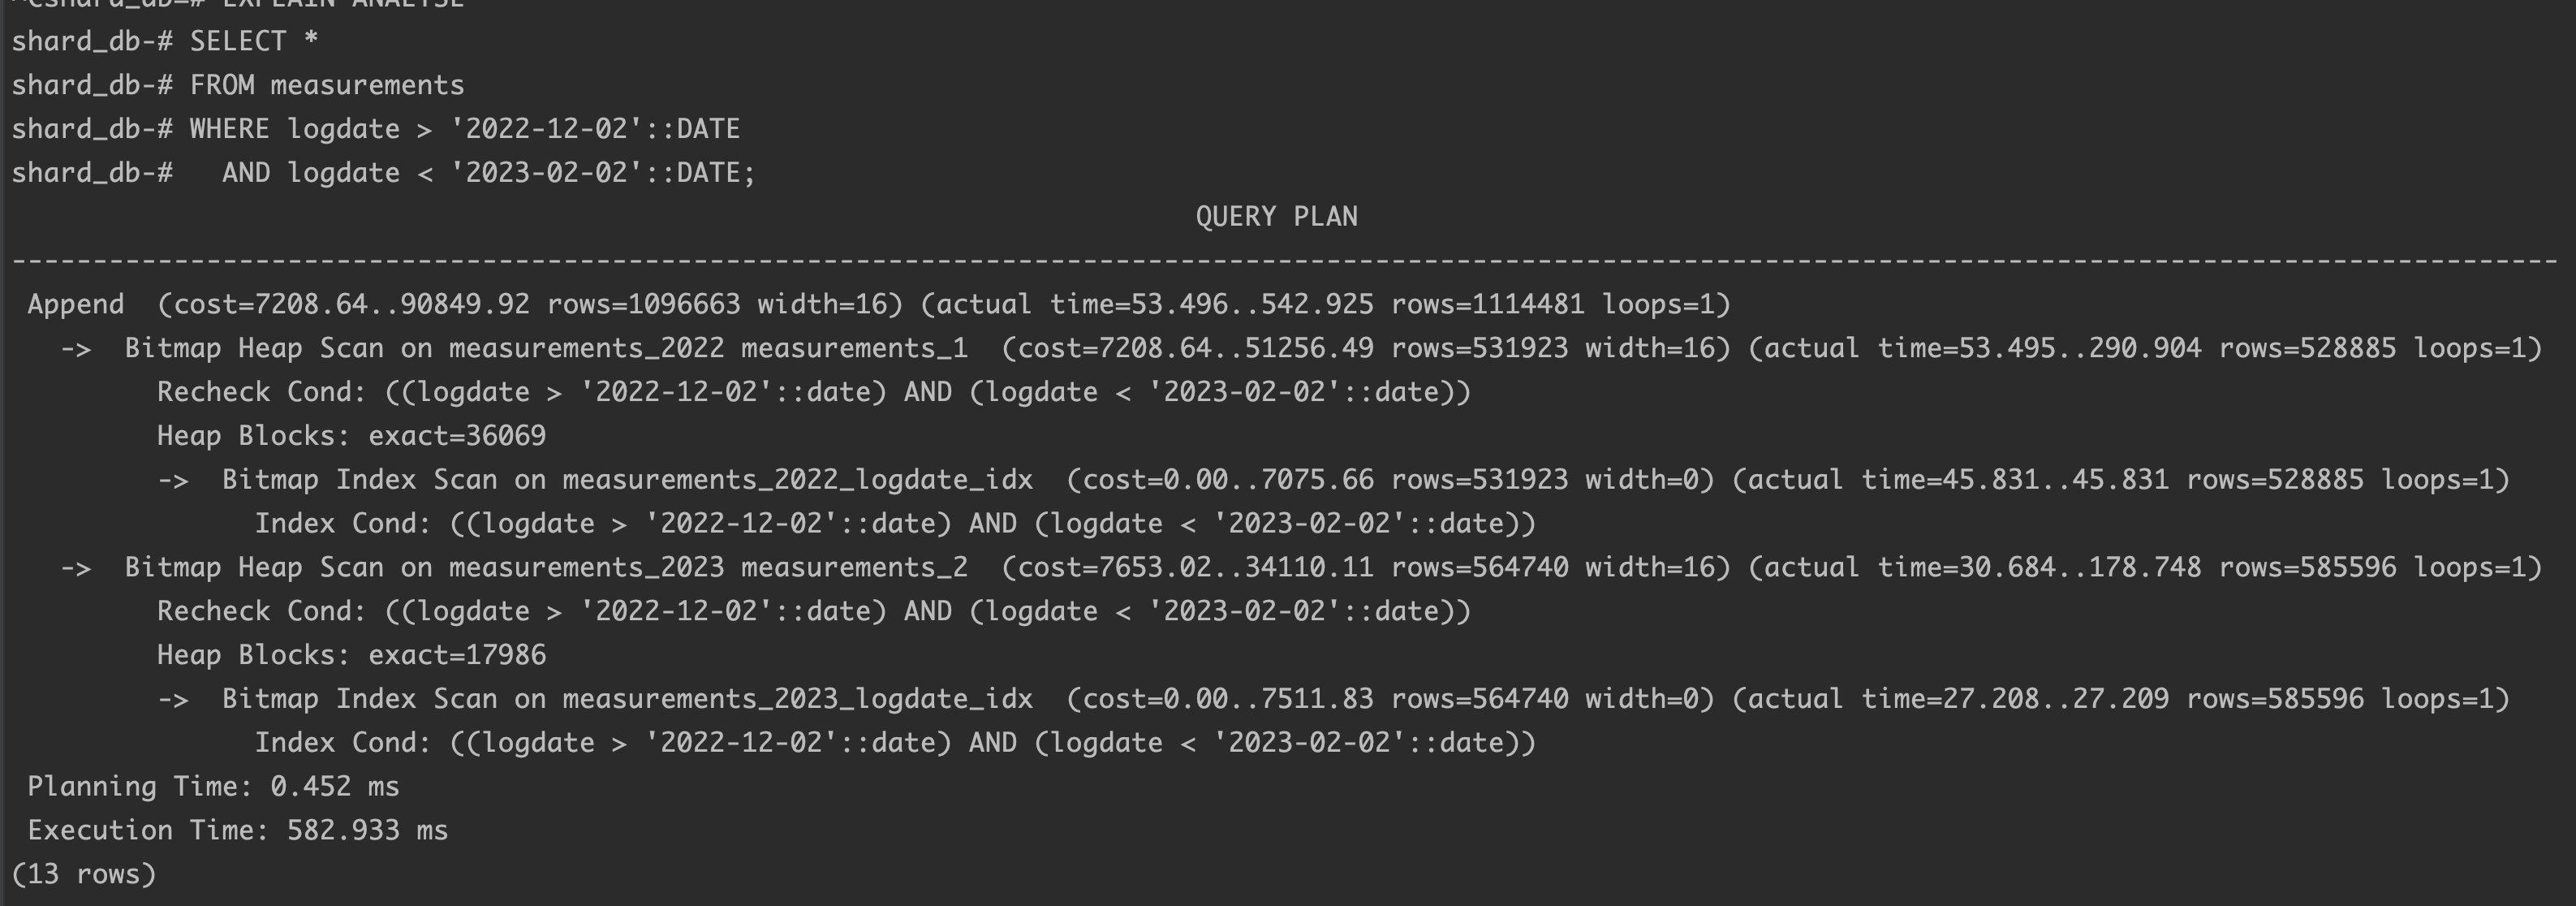 ^Cshard_db=# EXPLAIN ANALYSE
shard_db-# SELECT *
shard_db-# FROM measurements
shard_db-# WHERE logdate > '2022-12-02'::DATE
shard_db-#   AND logdate < '2023-02-02'::DATE;
QUERY PLAN
-------------------------------------------------------------------------------------------------------------------------------------------------------------
Append  (cost=7208.64..90849.92 rows=1096663 width=16) (actual time=53.496..542.925 rows=1114481 loops=1)
  ->  Bitmap Heap Scan on measurements_2022 measurements_1  (cost=7208.64..51256.49 rows=531923 width=16) (actual time=53.495..290.904 rows=528885 loops=1)
        Recheck Cond: ((logdate > '2022-12-02'::date) AND (logdate < '2023-02-02'::date))
        Heap Blocks: exact=36069
        ->  Bitmap Index Scan on measurements_2022_logdate_idx  (cost=0.00..7075.66 rows=531923 width=0) (actual time=45.831..45.831 rows=528885 loops=1)
              Index Cond: ((logdate > '2022-12-02'::date) AND (logdate < '2023-02-02'::date))
  ->  Bitmap Heap Scan on measurements_2023 measurements_2  (cost=7653.02..34110.11 rows=564740 width=16) (actual time=30.684..178.748 rows=585596 loops=1)
        Recheck Cond: ((logdate > '2022-12-02'::date) AND (logdate < '2023-02-02'::date))
        Heap Blocks: exact=17986
        ->  Bitmap Index Scan on measurements_2023_logdate_idx  (cost=0.00..7511.83 rows=564740 width=0) (actual time=27.208..27.209 rows=585596 loops=1)
              Index Cond: ((logdate > '2022-12-02'::date) AND (logdate < '2023-02-02'::date))
Planning Time: 0.452 ms
Execution Time: 582.933 ms
(13 rows)